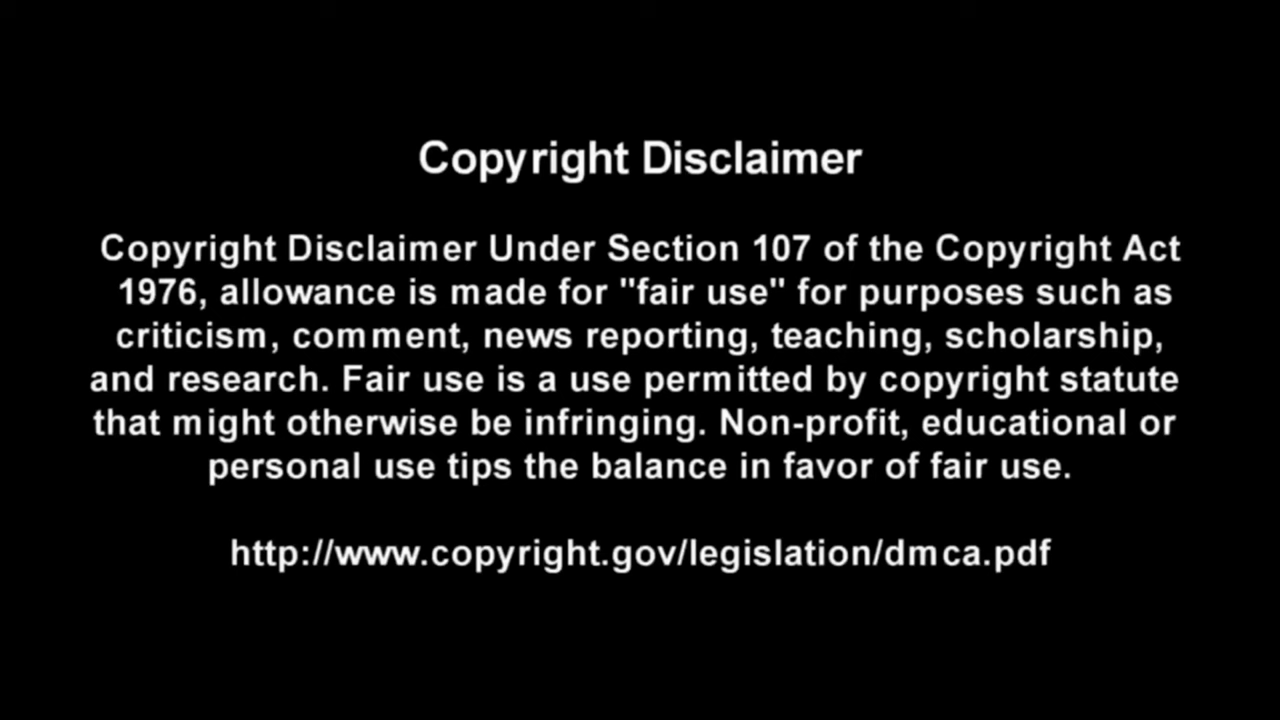 Copyright Disclaimer
Copyright Disclaimer Under Section 107 of the Copyright Act
1976, allowance is made for "fair use" for purposes such as
criticism, comment, news reporting, teaching, scholarship,
and research. Fair use is a use permitted by copyright statute
that might otherwise be infringing. Non-profit, educational or
personal use tips the balance in favor of fair use.
http://www.copyright.gov/legislation/dmca.pdf